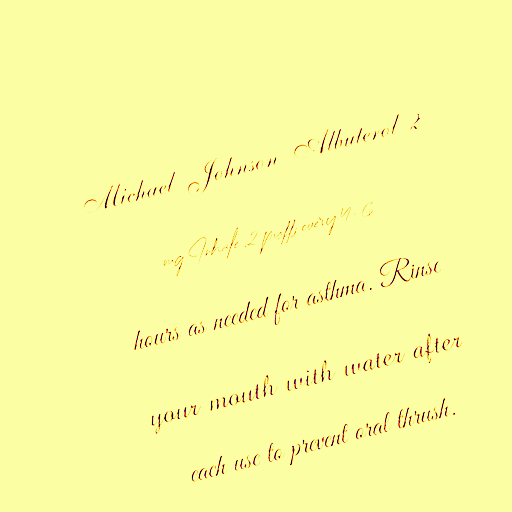 Michael Johnson Albuterol 2
mg Inhale 2 puffs every 4-6
hours as needed for asthma. Rinse
your mouth with water after
each use to prevent oral thrush.